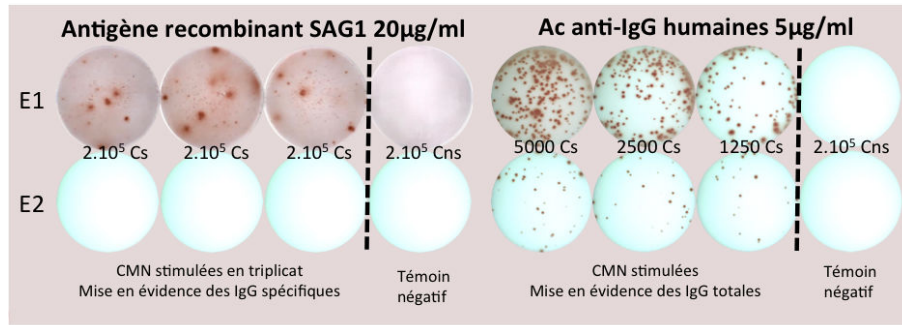 Antigène recombinant SAG1 20µg/ml
Ac anti-IgG humaines 5µg/ml
E1
2.10⁵ Cs
2.10⁵ Cs
2.10⁵ Cs
2.10⁵ Cns
5000 Cs
2500 Cs
1250 Cs
2.10⁵ Cns
E2
CMN stimulées en triplicat
Mise en évidence des IgG spécifiques
Témoin
négatif
CMN stimulées
Mise en évidence des IgG totales
Témoin
négatif